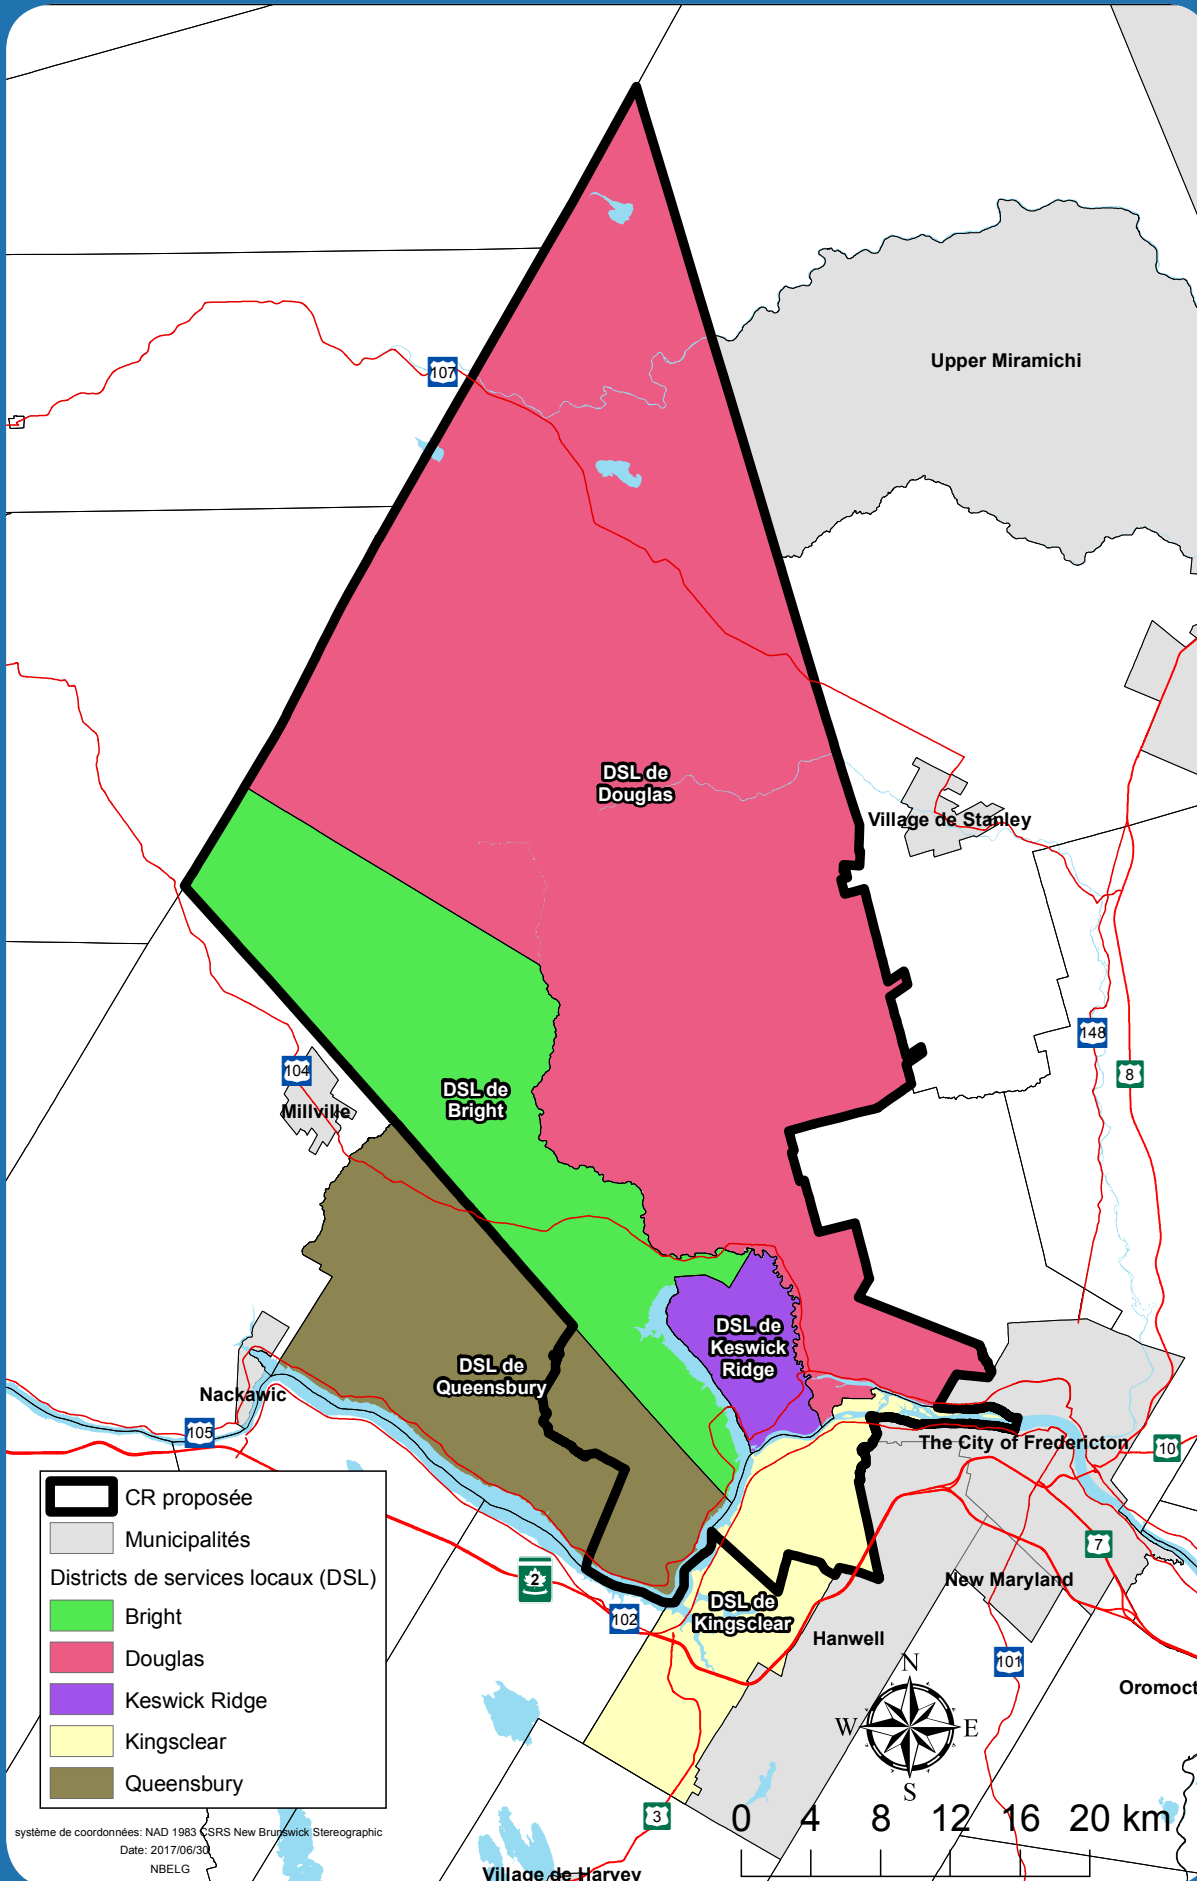 107
Upper Miramichi
DSL de
Douglas
Village de Stanley
148
8
104
Millville
DSL de
Bright
DSL de
Keswick
Ridge
DSL de
Queensbury
Nackawic
105
The City of Fredericton
10
7
New Maryland
2
102
DSL de
Kingsclear
Hanwell
101
Oromoct
3
Village de Harvey
N
W
E
S
0 4 8 12 16 20 km
CR proposée
Municipalités
Districts de services locaux (DSL)
Bright
Douglas
Keswick Ridge
Kingsclear
Queensbury
système de coordonnées: NAD 1983 CSRS New Brunswick Stereographic
Date: 2017/06/30
NBELG